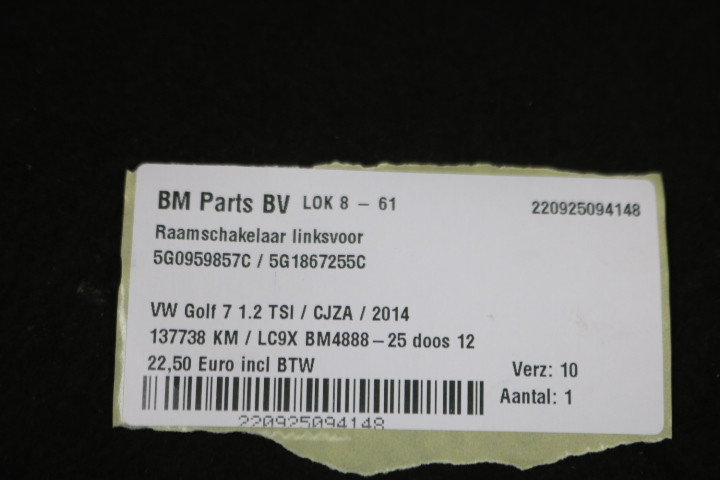 BM Parts BV LOK 8 - 61 220925094148
Raamschakelaar linksvoor
5G0959857C / 5G1867255C
VW Golf 7 1.2 TSI / CJZA / 2014
137738 KM / LC9X BM4888-25 doos 12
22,50 Euro incl BTW Verz: 10
Aantal: 1
220925094148